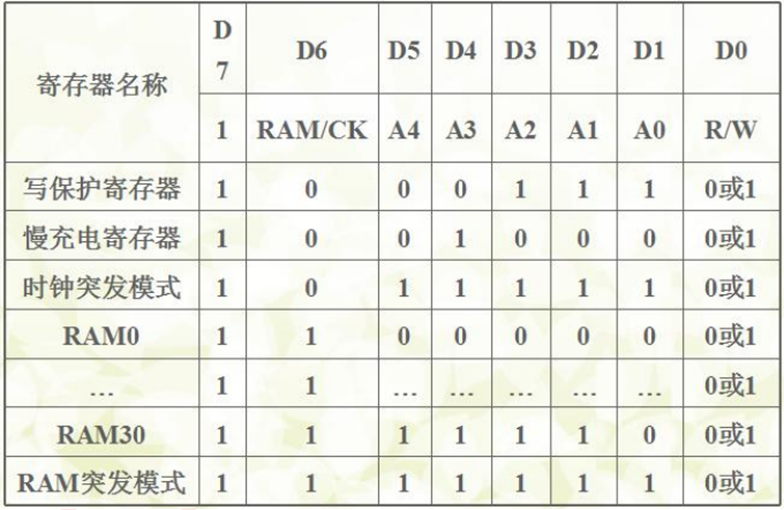 寄存器名称 D7 D6 D5 D4 D3 D2 D1 D0
1 RAM/CK A4 A3 A2 A1 A0 R/W
写保护寄存器 1 0 0 0 1 1 1 0或1
慢充电寄存器 1 0 0 1 0 0 0 0或1
时钟突发模式 1 0 1 1 1 1 1 0或1
RAM0 1 1 0 0 0 0 0 0或1
… 1 1 … … … … … 0或1
RAM30 1 1 1 1 1 1 0 0或1
RAM突发模式 1 1 1 1 1 1 1 0或1